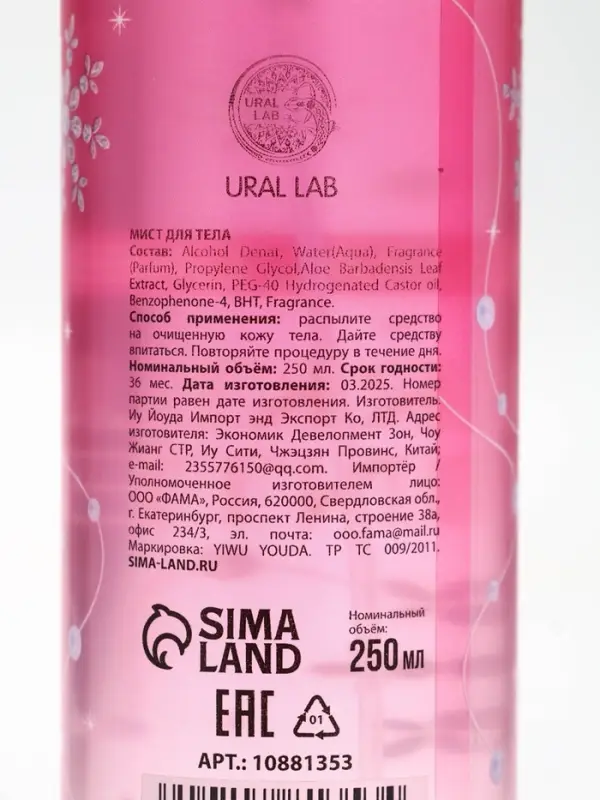 URAL
LAB
URAL LAB
МИСТ ДЛЯ ТЕЛА
Состав: Alcohol Denat, Water(Aqua), Fragrance
(Parfum), Propylene Glycol,Aloe Barbadensis Leaf
Extract, Glycerin, PEG-40 Hydrogenated Castor oil,
Benzophenone-4, BHT, Fragrance.
Способ применения: распылите средство
на очищенную кожу тела. Дайте средству
впитаться. Повторяйте процедуру в течение дня.
Номинальный объём: 250 мл. Срок годности:
36 мес. Дата изготовления: 03.2025. Номер
партии равен дате изготовления. Изготовитель:
Иу Йоуда Импорт энд Экспорт Ко, ЛТД. Адрес
изготовителя: Экономик Девелопмент Зон, Чоу
Жианг СТР, Иу Сити, Чжэцзян Провинс, Китай;
e-mail: 2355776150@qq.com. Импортёр /
Уполномоченное изготовителем лицо:
ООО «ФАМА», Россия, 620000, Свердловская обл.,
г. Екатеринбург, проспект Ленина, строение 38а,
офис 234/3, эл. почта: ooo.fama@mail.ru
Маркировка: YIWU YOUDA. ТР ТС 009/2011.
SIMA-LAND.RU
SIMA
LAND
Номинальный
объём:
250 мл
EAC
01
АРТ.: 10881353